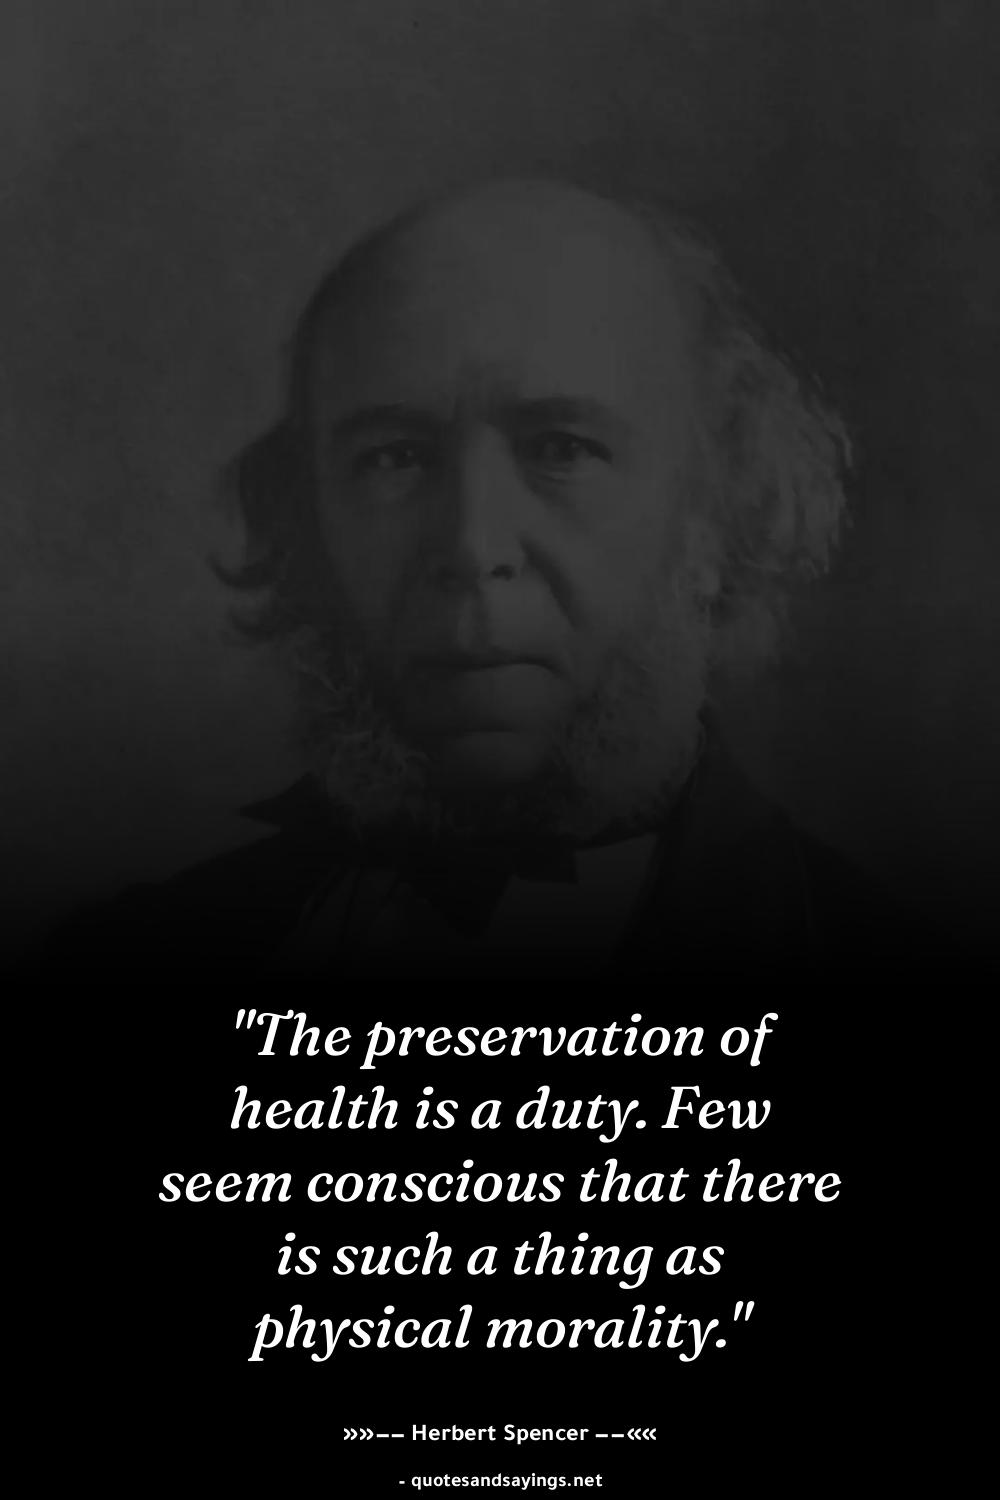 "The preservation of
health is a duty. Few
seem conscious that there
is such a thing as
physical morality."
»»−− Herbert Spencer −−««
- quotesandsayings.net